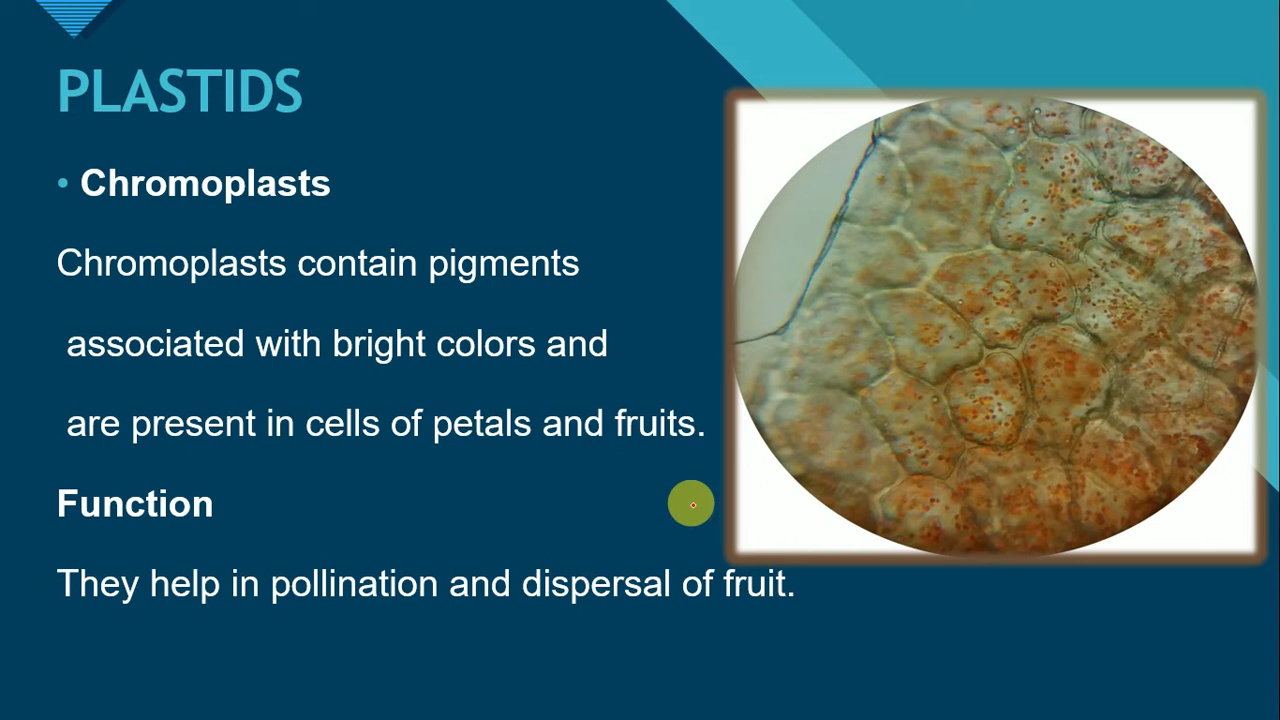 PLASTIDS
• Chromoplasts
Chromoplasts contain pigments
associated with bright colors and
are present in cells of petals and fruits.
Function
They help in pollination and dispersal of fruit.